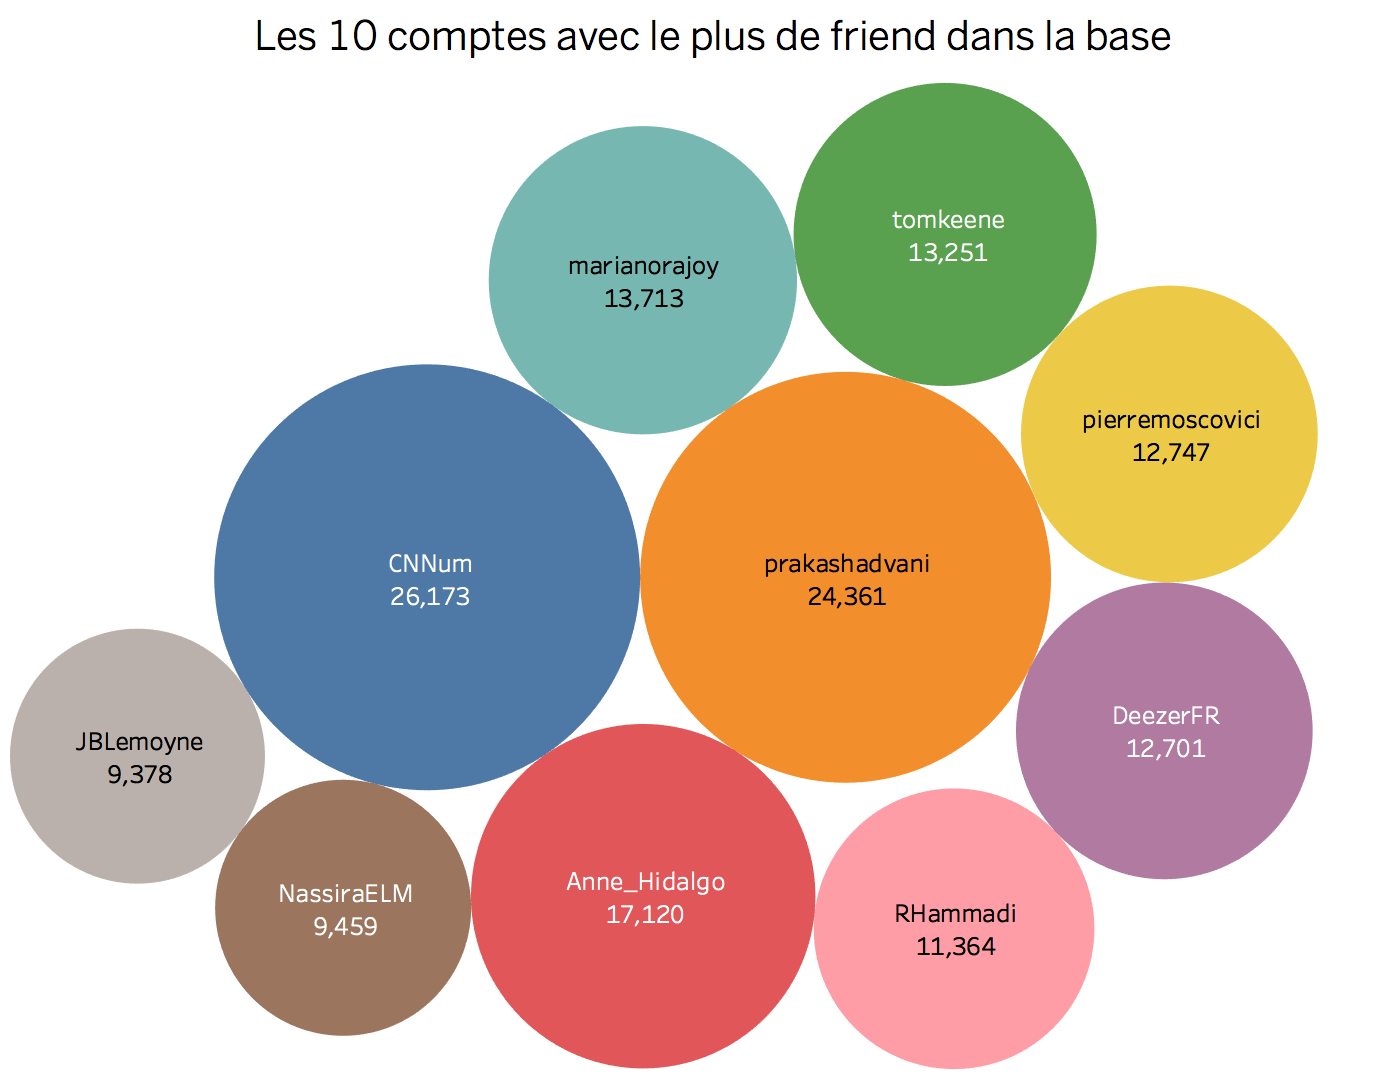 Les 10 comptes avec le plus de friend dans la base
tomkeene
13,251
marianorajoy
13,713
pierremoscovici
12,747
CNNum
26,173
prakashadvani
24,361
DeezerFR
12,701
JBLemoyne
9,378
NassiraELM
9,459
Anne_Hidalgo
17,120
RHammadi
11,364